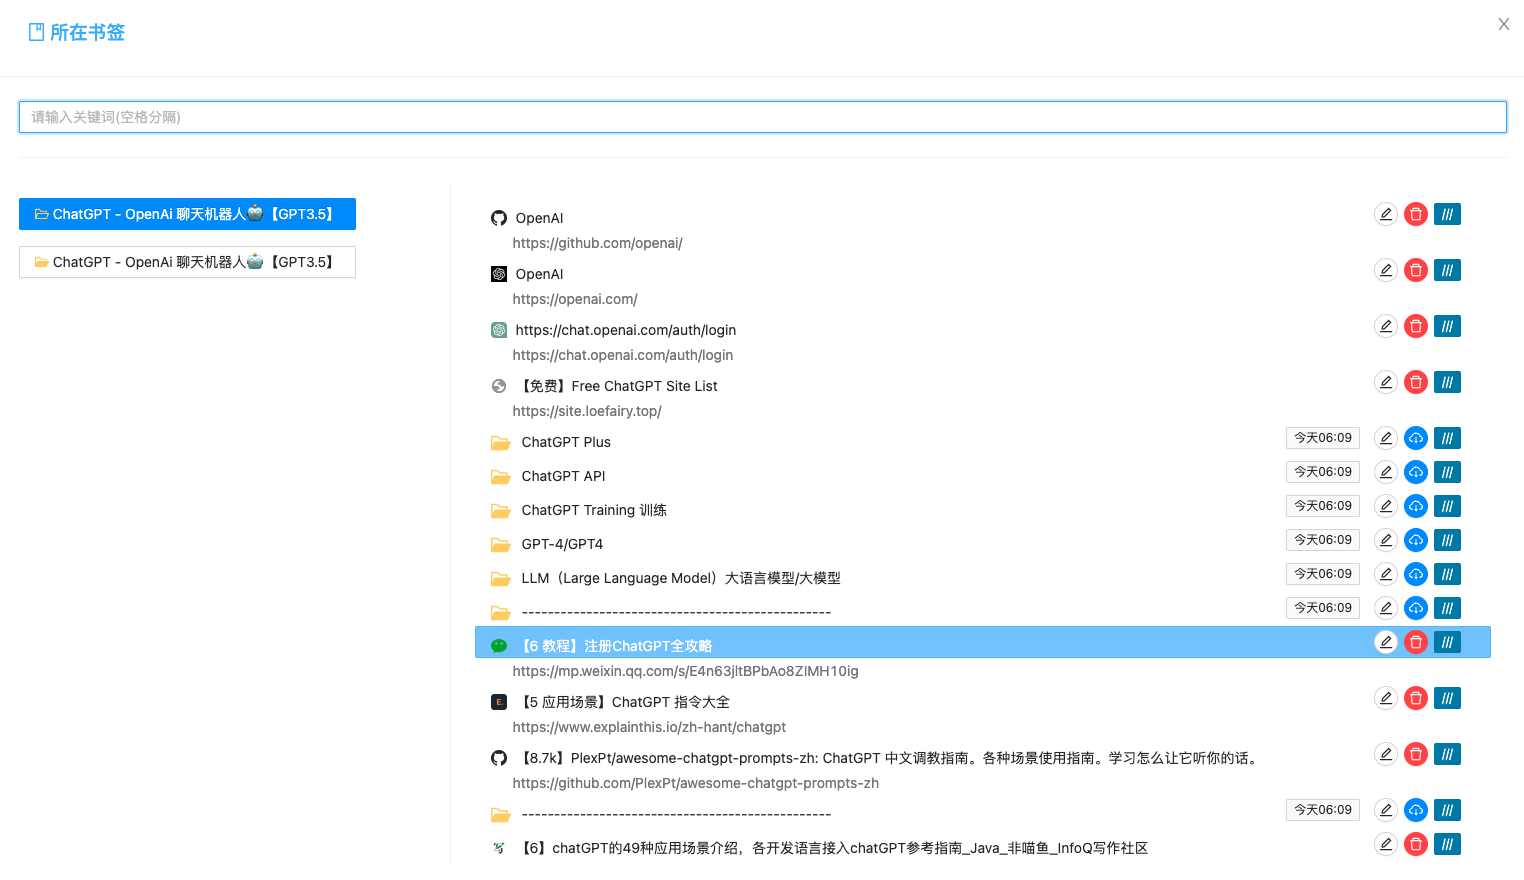 所在书签
X
请输入关键词(空格分隔)
ChatGPT - OpenAi 聊天机器人🤖【GPT3.5】
ChatGPT - OpenAi 聊天机器人🤖【GPT3.5】
OpenAI
https://github.com/openai/
OpenAI
https://openai.com/
https://chat.openai.com/auth/login
https://chat.openai.com/auth/login
【免费】Free ChatGPT Site List
https://site.loefairy.top/
ChatGPT Plus 今天06:09
ChatGPT API 今天06:09
ChatGPT Training 训练 今天06:09
GPT-4/GPT4 今天06:09
LLM（Large Language Model）大语言模型/大模型 今天06:09
------------------------------------------------ 今天06:09
【6 教程】注册ChatGPT全攻略
https://mp.weixin.qq.com/s/E4n63jltBPbAo8ZIMH10ig
E. 【5 应用场景】ChatGPT 指令大全
https://www.explainthis.io/zh-hant/chatgpt
【8.7k】PlexPt/awesome-chatgpt-prompts-zh: ChatGPT 中文调教指南。各种场景使用指南。学习怎么让它听你的话。
https://github.com/PlexPt/awesome-chatgpt-prompts-zh
------------------------------------------------ 今天06:09
【6】chatGPT的49种应用场景介绍，各开发语言接入chatGPT参考指南_Java_非喵鱼_InfoQ写作社区